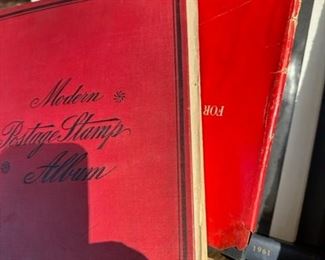 Modern
Postage Stamp
Album
FOR
1961